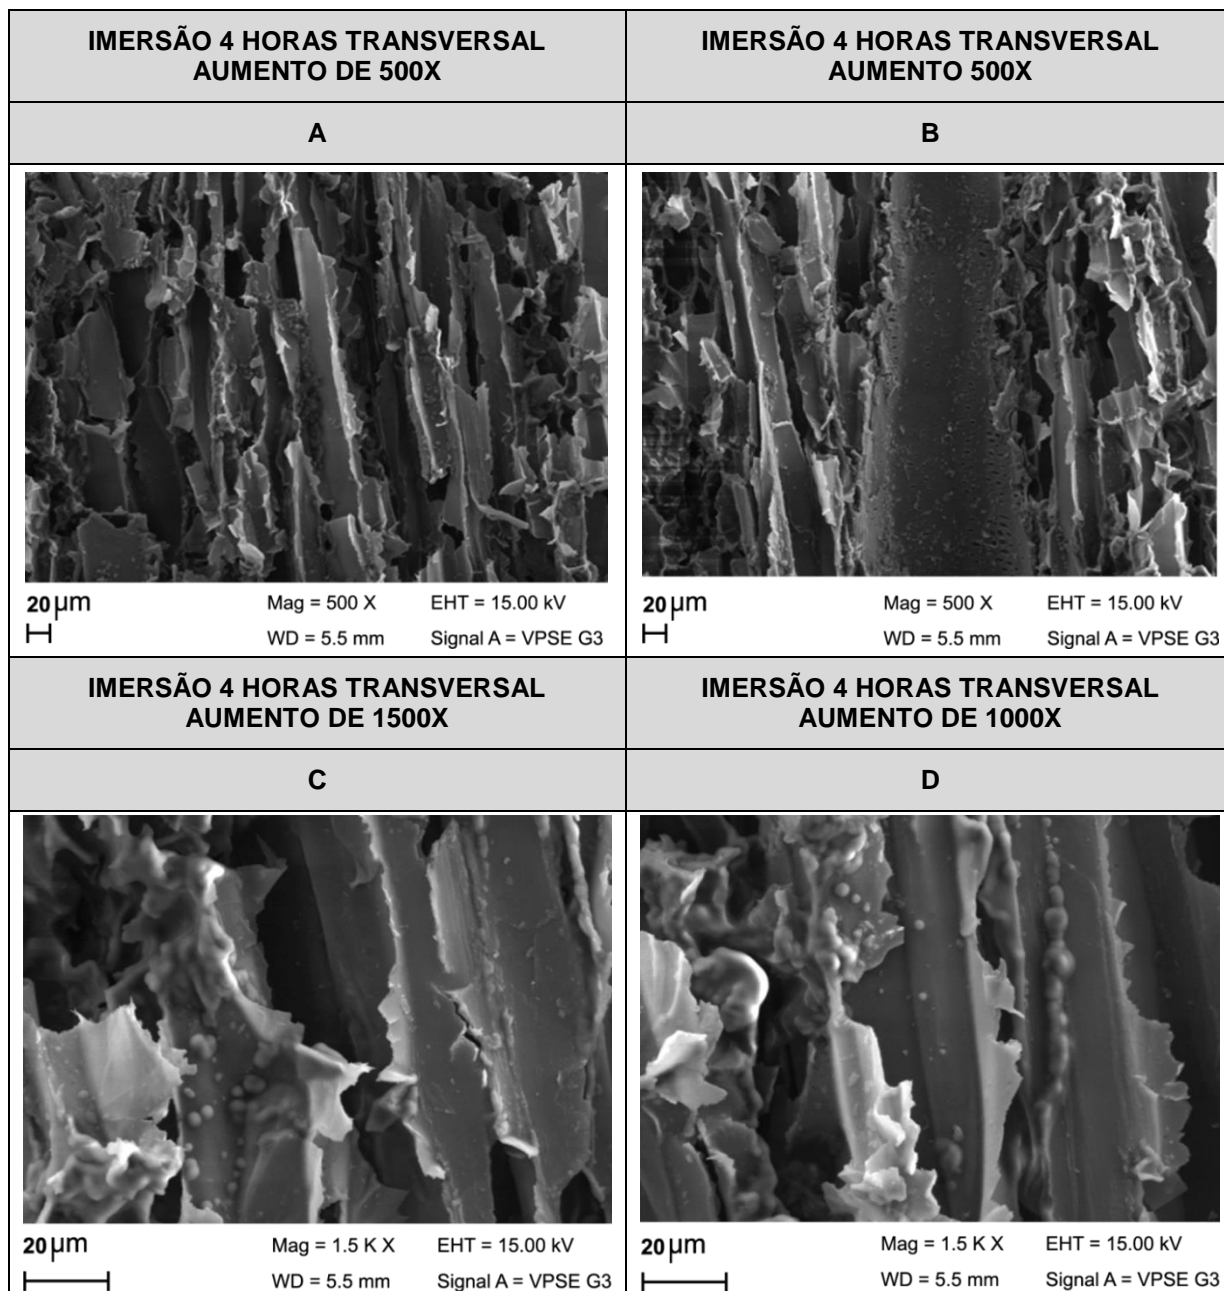 IMERSÃO 4 HORAS TRANSVERSAL
AUMENTO DE 500X
IMERSÃO 4 HORAS TRANSVERSAL
AUMENTO 500X
A
B
20 µm
Mag = 500 X
EHT = 15.00 kV
WD = 5.5 mm
Signal A = VPSE G3
20 µm
Mag = 500 X
EHT = 15.00 kV
WD = 5.5 mm
Signal A = VPSE G3
IMERSÃO 4 HORAS TRANSVERSAL
AUMENTO DE 1500X
IMERSÃO 4 HORAS TRANSVERSAL
AUMENTO DE 1000X
C
D
20 µm
Mag = 1.5 K X
EHT = 15.00 kV
WD = 5.5 mm
Signal A = VPSE G3
20 µm
Mag = 1.5 K X
EHT = 15.00 kV
WD = 5.5 mm
Signal A = VPSE G3